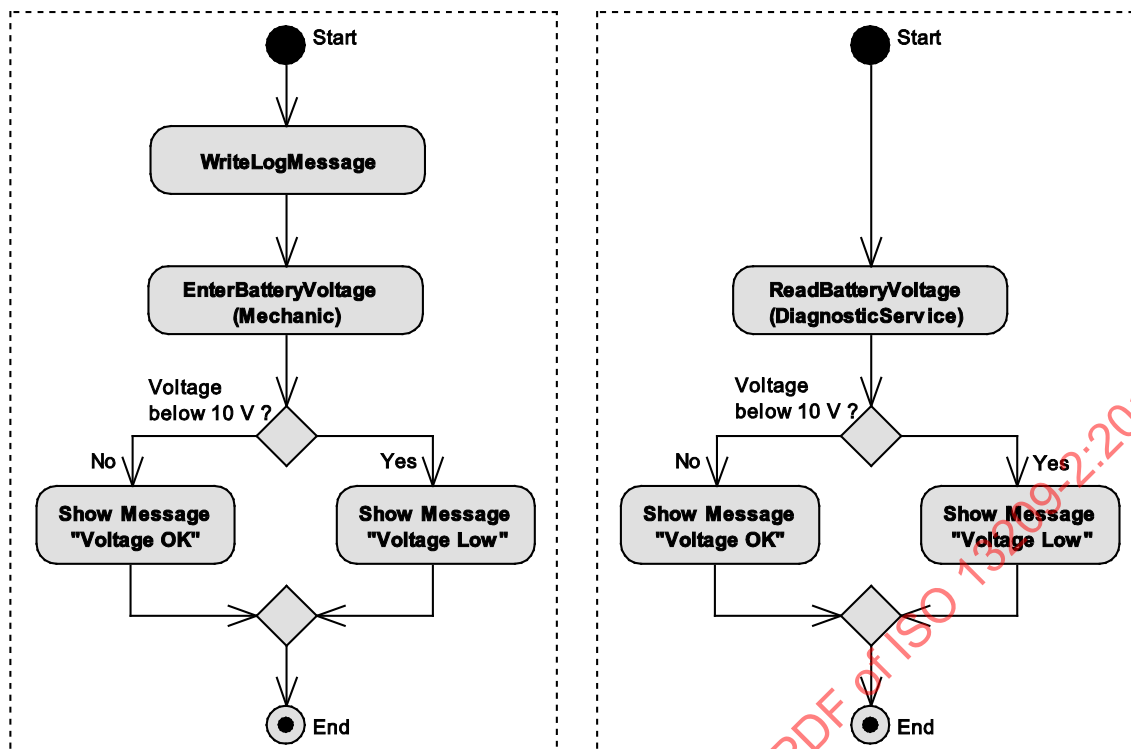 Start
WriteLogMessage
EnterBatteryVoltage
(Mechanic)
Voltage
below 10 V ?
No
Yes
Show Message
"Voltage OK"
Show Message
"Voltage Low"
End
Start
ReadBatteryVoltage
(DiagnosticService)
Voltage
below 10 V ?
No
Yes
Show Message
"Voltage OK"
Show Message
"Voltage Low"
End
PDF of ISO 13209-2:20